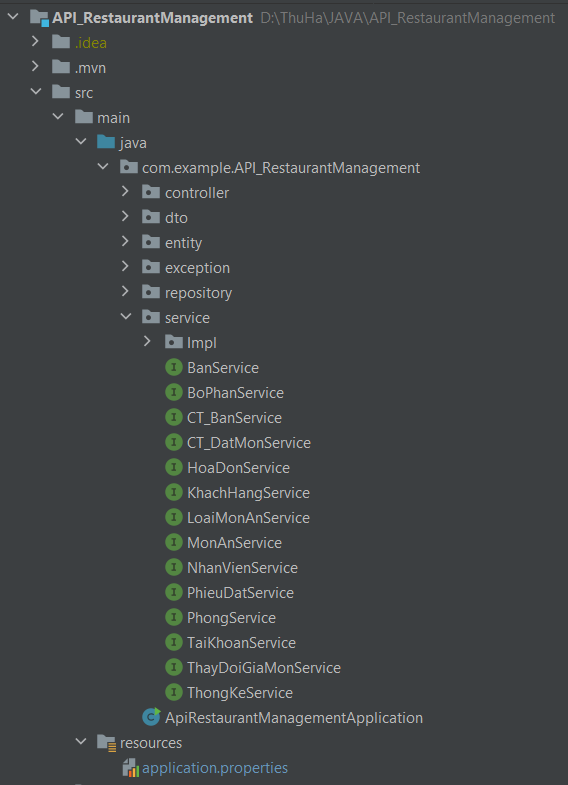 API_RestaurantManagement D:\ThuHa\JAVA\API_RestaurantManagement
.idea
.mvn
src
main
java
com.example.API_RestaurantManagement
controller
dto
entity
exception
repository
service
Impl
I BanService
I BoPhanService
I CT_BanService
I CT_DatMonService
I HoaDonService
I KhachHangService
I LoaiMonAnService
I MonAnService
I NhanVienService
I PhieuDatService
I PhongService
I TaiKhoanService
I ThayDoiGiaMonService
I ThongKeService
C ApiRestaurantManagementApplication
resources
application.properties